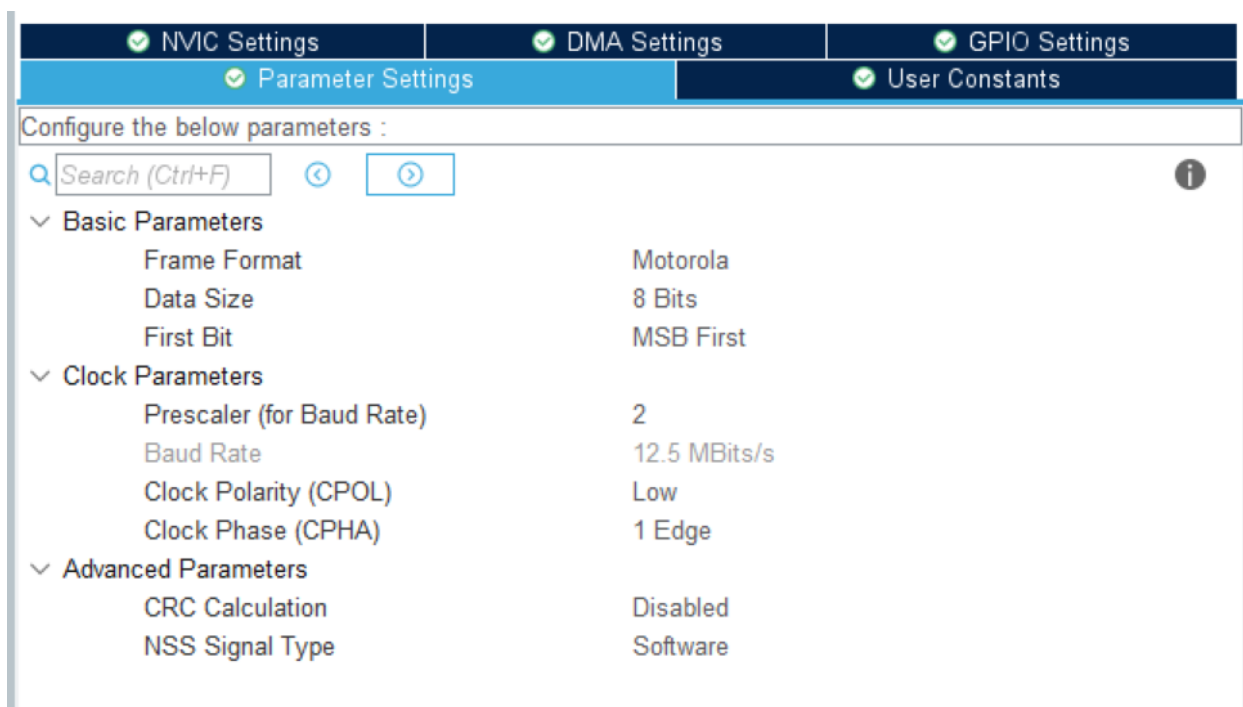 NVIC Settings DMA Settings GPIO Settings
Parameter Settings User Constants
Configure the below parameters :
Search (Ctrl+F)
Basic Parameters
Frame Format Motorola
Data Size 8 Bits
First Bit MSB First
Clock Parameters
Prescaler (for Baud Rate) 2
Baud Rate 12.5 MBits/s
Clock Polarity (CPOL) Low
Clock Phase (CPHA) 1 Edge
Advanced Parameters
CRC Calculation Disabled
NSS Signal Type Software